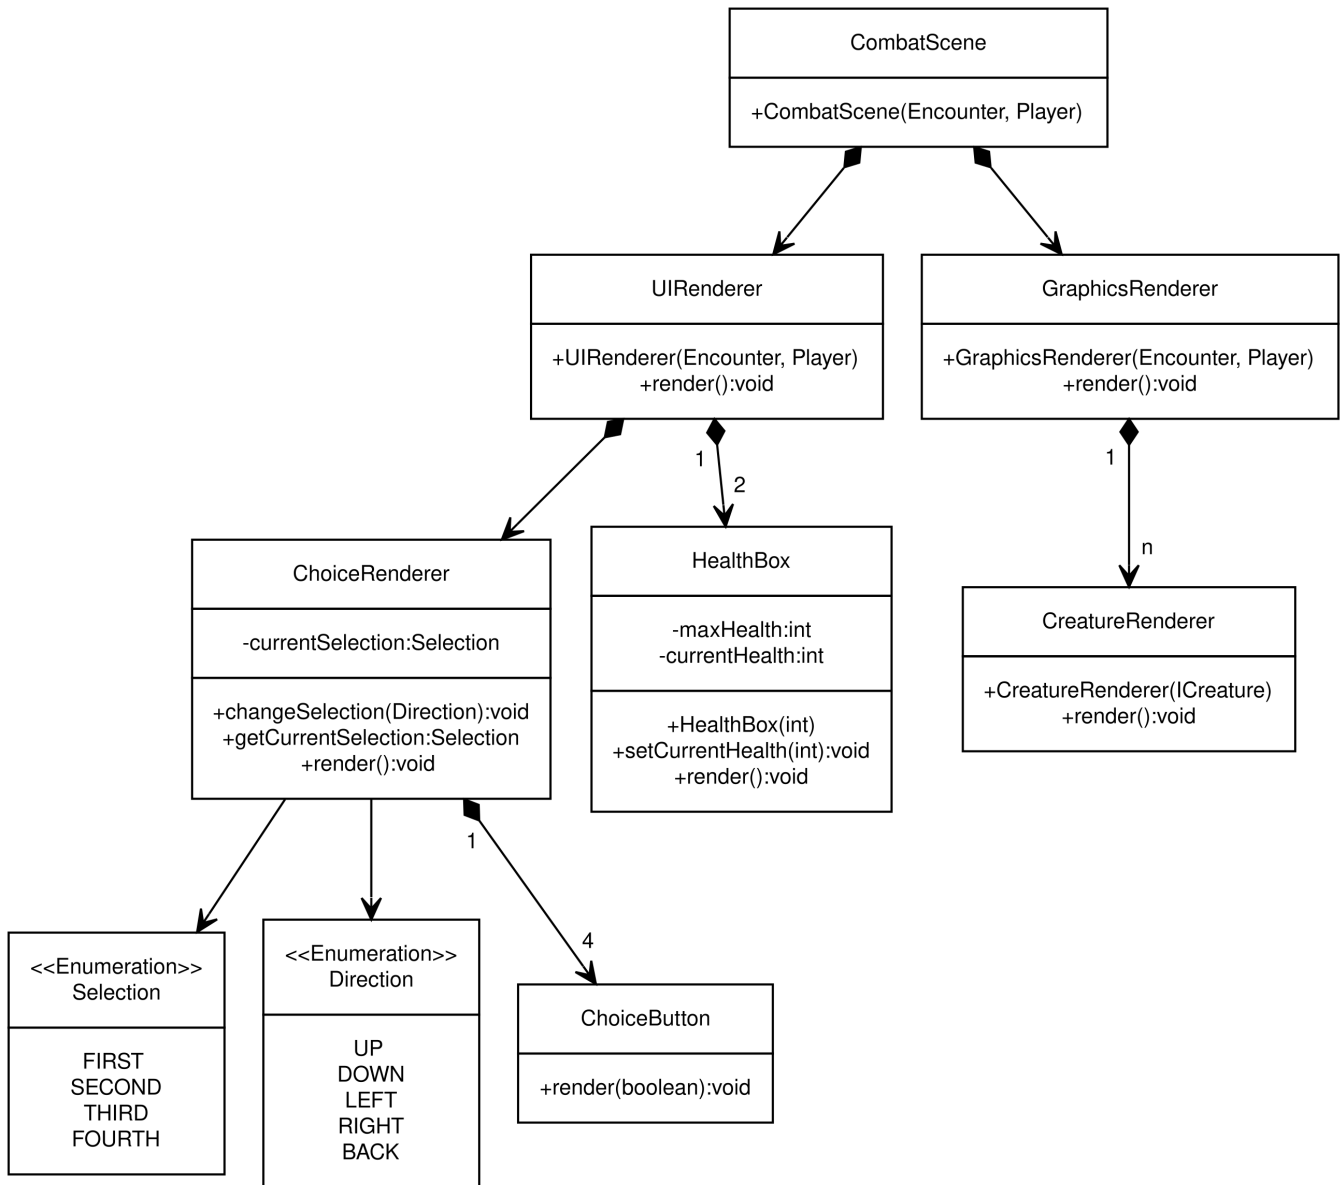 CombatScene
+CombatScene(Encounter, Player)
UIRenderer
+UIRenderer(Encounter, Player)
+render():void
GraphicsRenderer
+GraphicsRenderer(Encounter, Player)
+render():void
1
2
1
n
ChoiceRenderer
-currentSelection:Selection
+changeSelection(Direction):void
+getCurrentSelection:Selection
+render():void
HealthBox
-maxHealth:int
-currentHealth:int
+HealthBox(int)
+setCurrentHealth(int):void
+render():void
CreatureRenderer
+CreatureRenderer(ICreature)
+render():void
1
4
<<Enumeration>>
Selection
FIRST
SECOND
THIRD
FOURTH
<<Enumeration>>
Direction
UP
DOWN
LEFT
RIGHT
BACK
ChoiceButton
+render(boolean):void